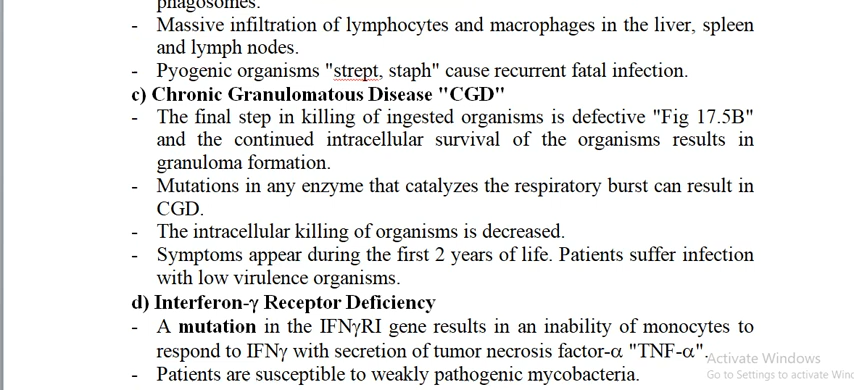 phagosomes.
- Massive infiltration of lymphocytes and macrophages in the liver, spleen
and lymph nodes.
- Pyogenic organisms "strept, staph" cause recurrent fatal infection.
c) Chronic Granulomatous Disease "CGD"
- The final step in killing of ingested organisms is defective "Fig 17.5B"
and the continued intracellular survival of the organisms results in
granuloma formation.
- Mutations in any enzyme that catalyzes the respiratory burst can result in
CGD.
- The intracellular killing of organisms is decreased.
- Symptoms appear during the first 2 years of life. Patients suffer infection
with low virulence organisms.
d) Interferon-γ Receptor Deficiency
- A mutation in the IFNγRI gene results in an inability of monocytes to
respond to IFNγ with secretion of tumor necrosis factor-α "TNF-α".
Activate Windows
- Patients are susceptible to weakly pathogenic mycobacteria.
Go to Settings to activate Winc